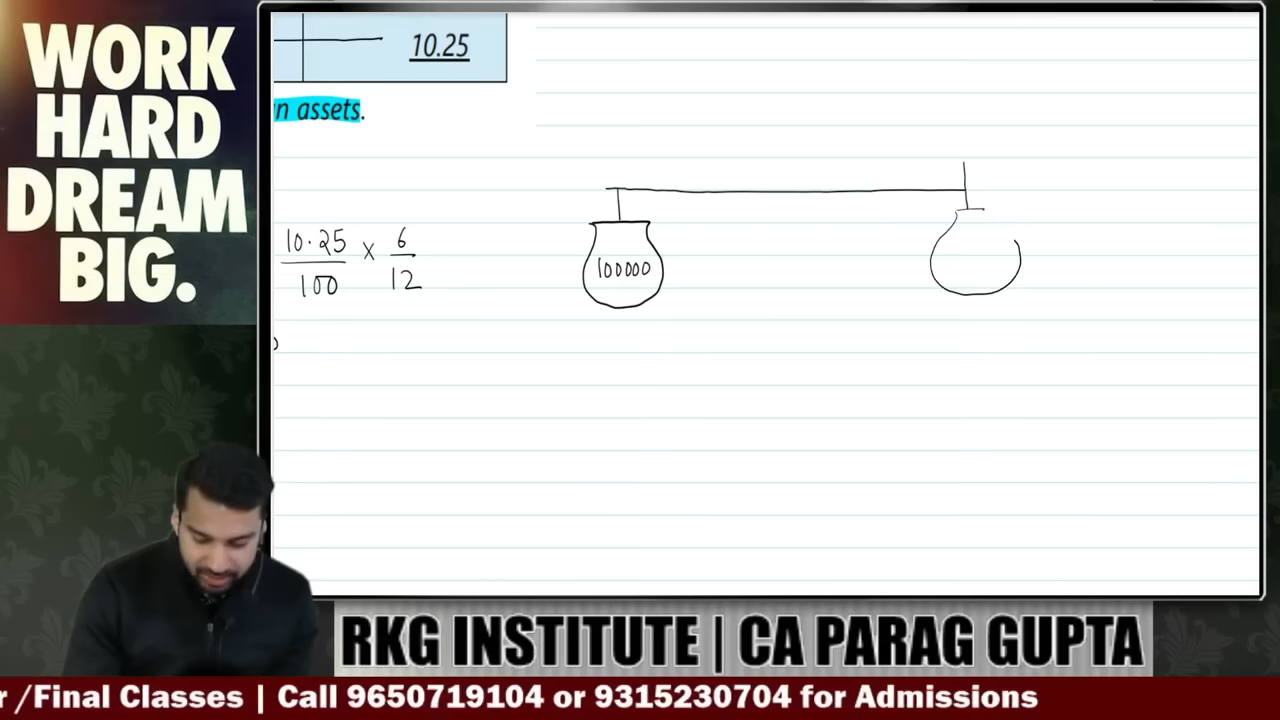 WORK
HARD
DREAM
BIG.
10.25
n assets.
10.25/100 × 6/12
100000
RKG INSTITUTE | CA PARAG GUPTA
r /Final Classes | Call 9650719104 or 9315230704 for Admissions